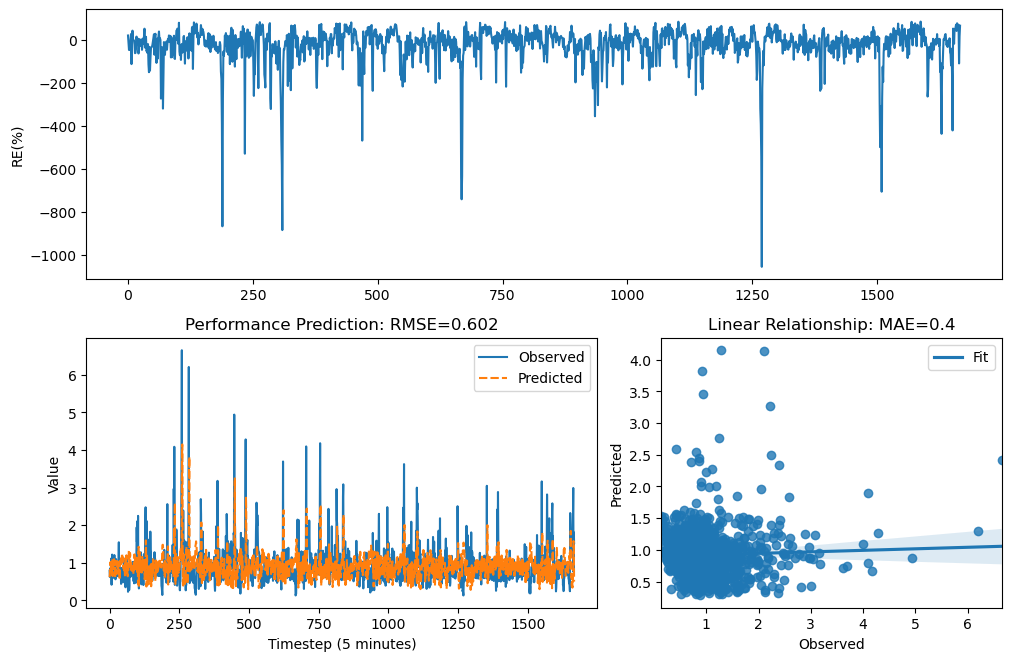 RE(%)
0
−200
−400
−600
−800
−1000
0 250 500 750 1000 1250 1500
Performance Prediction: RMSE=0.602
Value
6
5
4
3
2
1
0
Observed
Predicted
0 250 500 750 1000 1250 1500
Timestep (5 minutes)
Linear Relationship: MAE=0.4
Predicted
4.0
3.5
3.0
2.5
2.0
1.5
1.0
0.5
Fit
1 2 3 4 5 6
Observed